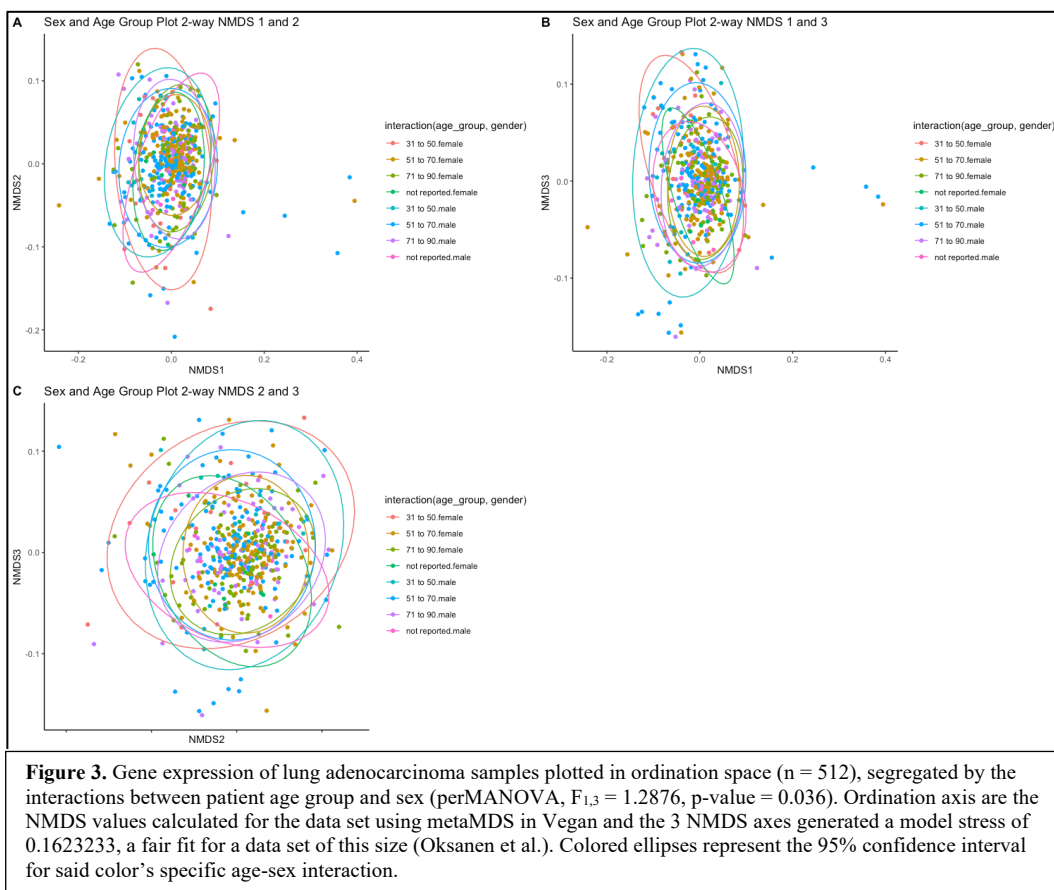 A Sex and Age Group Plot 2-way NMDS 1 and 2
0.1
0.0
-0.1
-0.2
NMDS2
-0.2
0.0
0.2
0.4
NMDS1
interaction(age_group, gender)
31 to 50.female
51 to 70.female
71 to 90.female
not reported.female
31 to 50.male
51 to 70.male
71 to 90.male
not reported.male
B Sex and Age Group Plot 2-way NMDS 1 and 3
0.1
0.0
-0.1
NMDS3
-0.2
0.0
0.2
0.4
NMDS1
interaction(age_group, gender)
31 to 50.female
51 to 70.female
71 to 90.female
not reported.female
31 to 50.male
51 to 70.male
71 to 90.male
not reported.male
C Sex and Age Group Plot 2-way NMDS 2 and 3
0.1
0.0
-0.1
NMDS3
NMDS2
interaction(age_group, gender)
31 to 50.female
51 to 70.female
71 to 90.female
not reported.female
31 to 50.male
51 to 70.male
71 to 90.male
not reported.male
Figure 3. Gene expression of lung adenocarcinoma samples plotted in ordination space (n = 512), segregated by the
interactions between patient age group and sex (perMANOVA, F1,3 = 1.2876, p-value = 0.036). Ordination axis are the
NMDS values calculated for the data set using metaMDS in Vegan and the 3 NMDS axes generated a model stress of
0.1623233, a fair fit for a data set of this size (Oksanen et al.). Colored ellipses represent the 95% confidence interval
for said color's specific age-sex interaction.